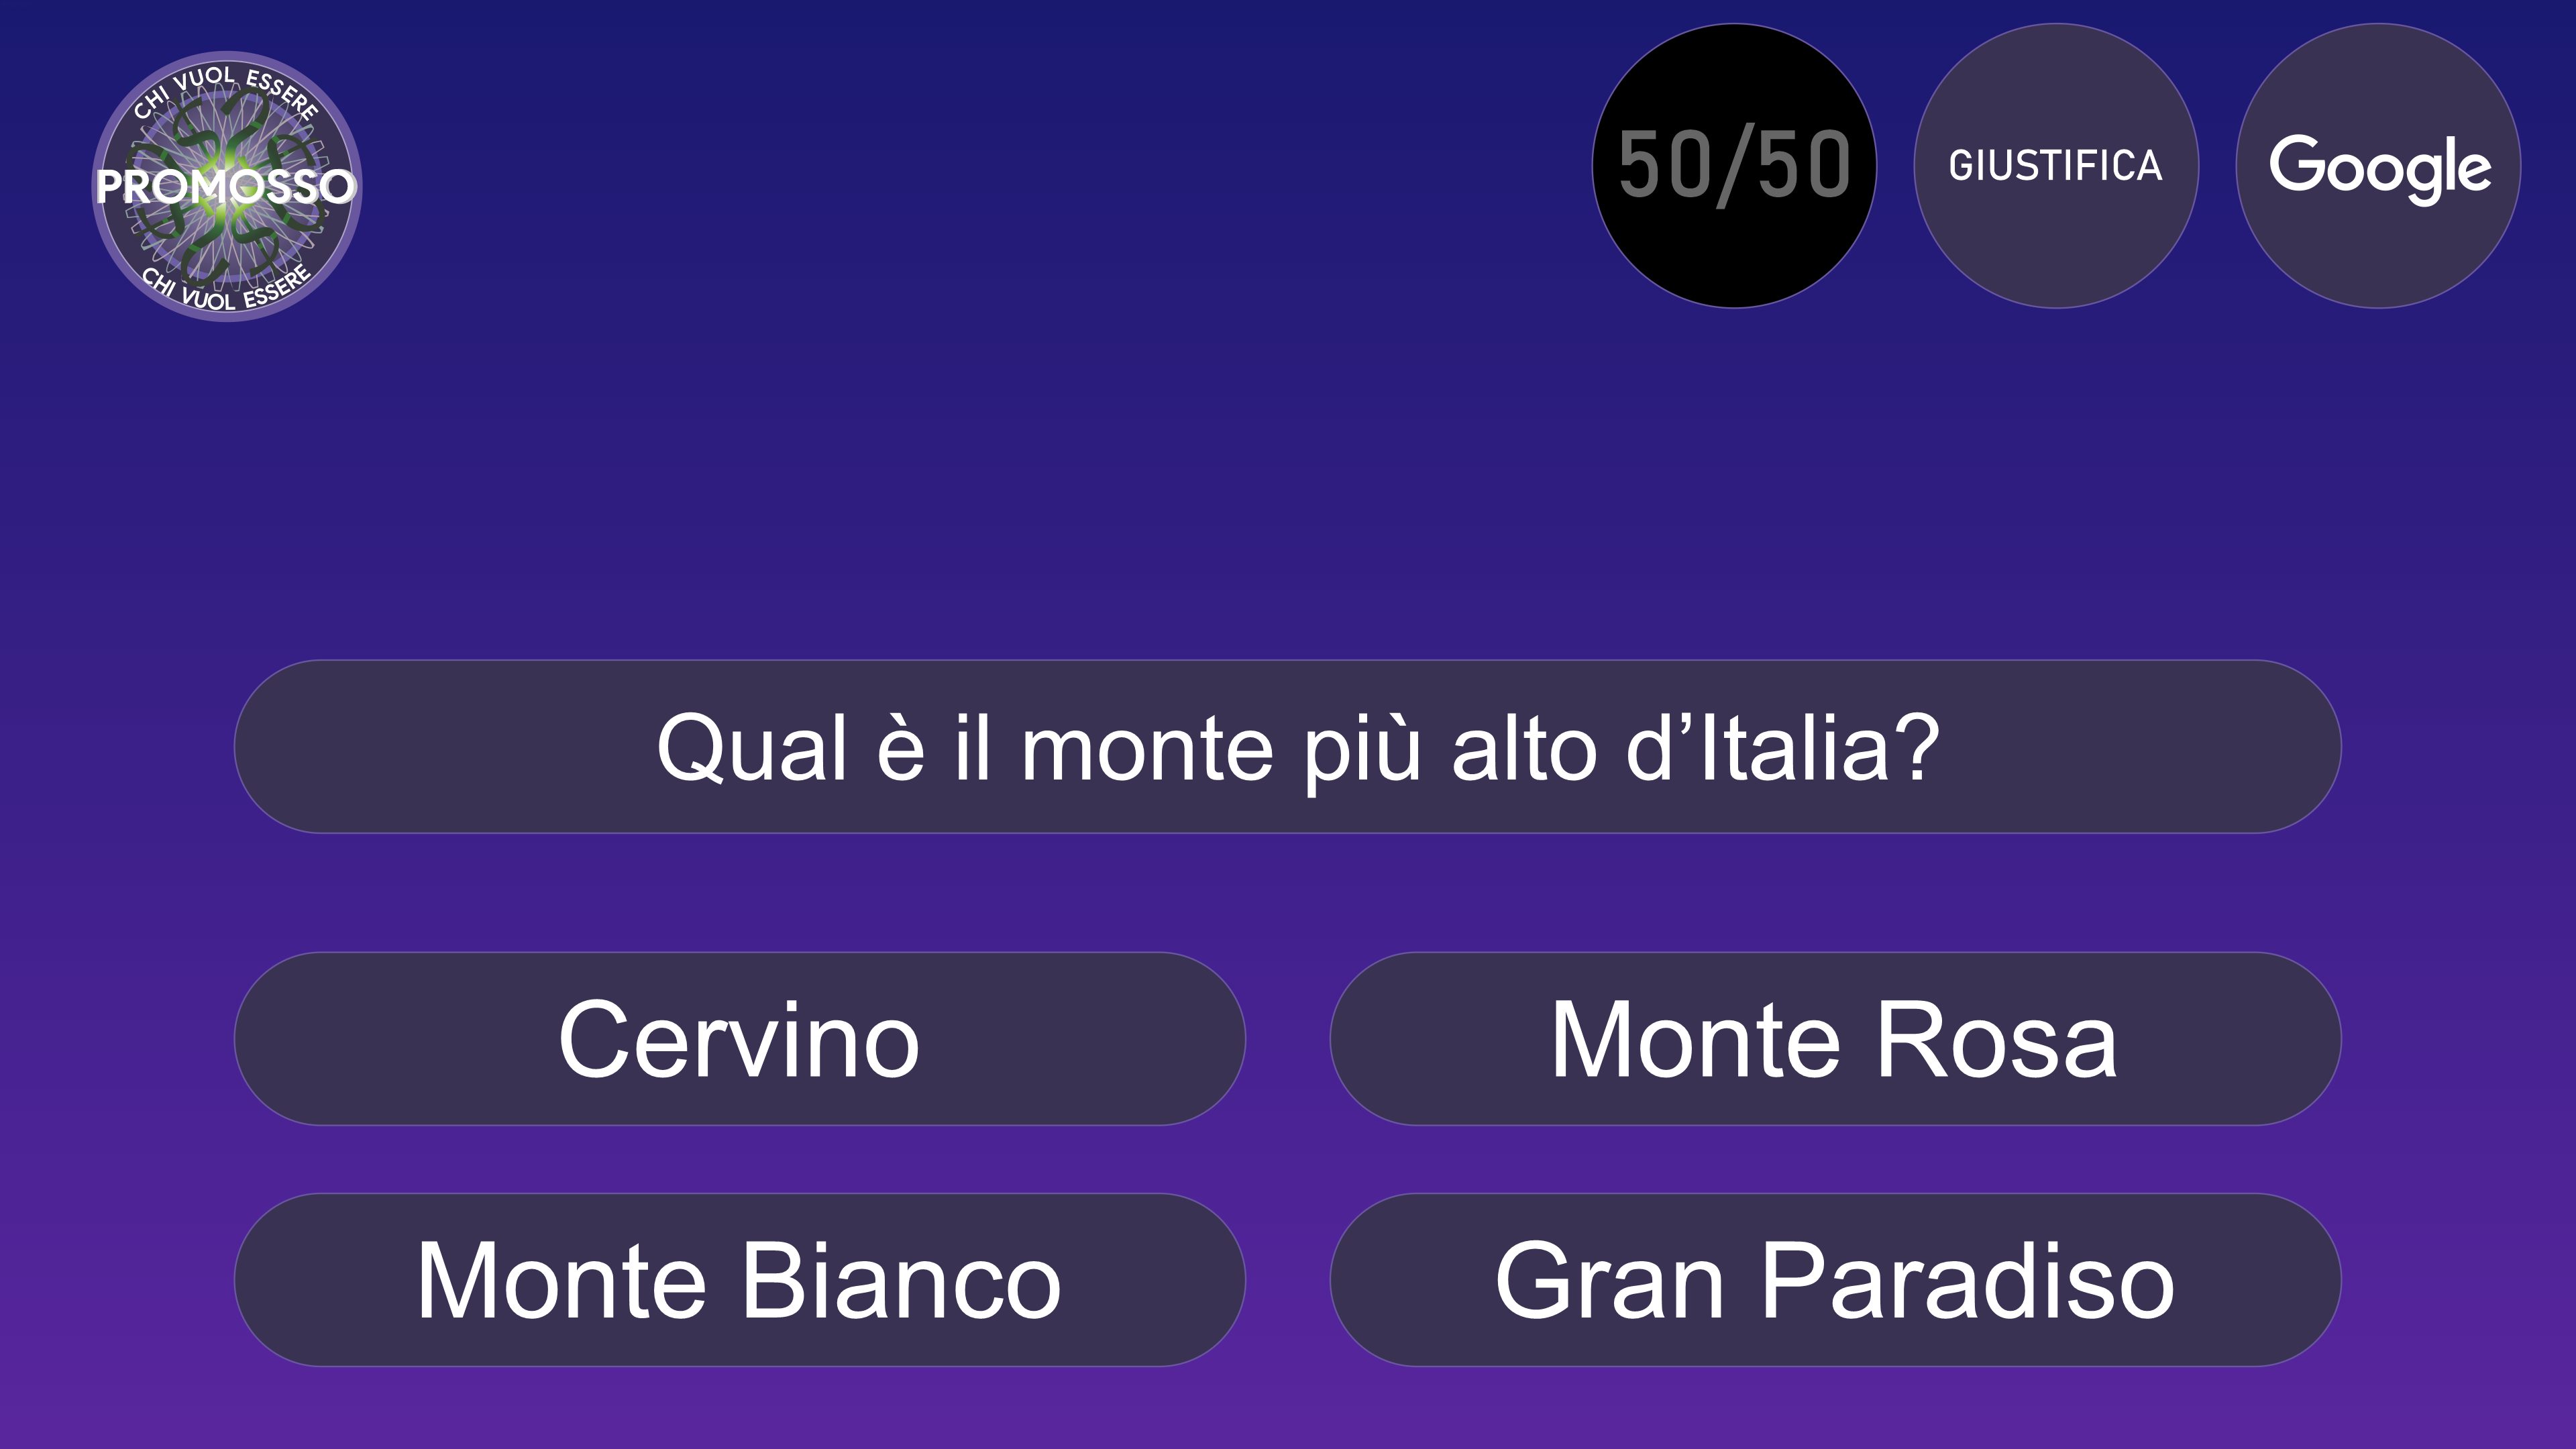 CHI VUOL ESSERE
PROMOSSO
CHI VUOL ESSERE
50/50
GIUSTIFICA
Google
Qual è il monte più alto d’Italia?
Cervino
Monte Rosa
Monte Bianco
Gran Paradiso